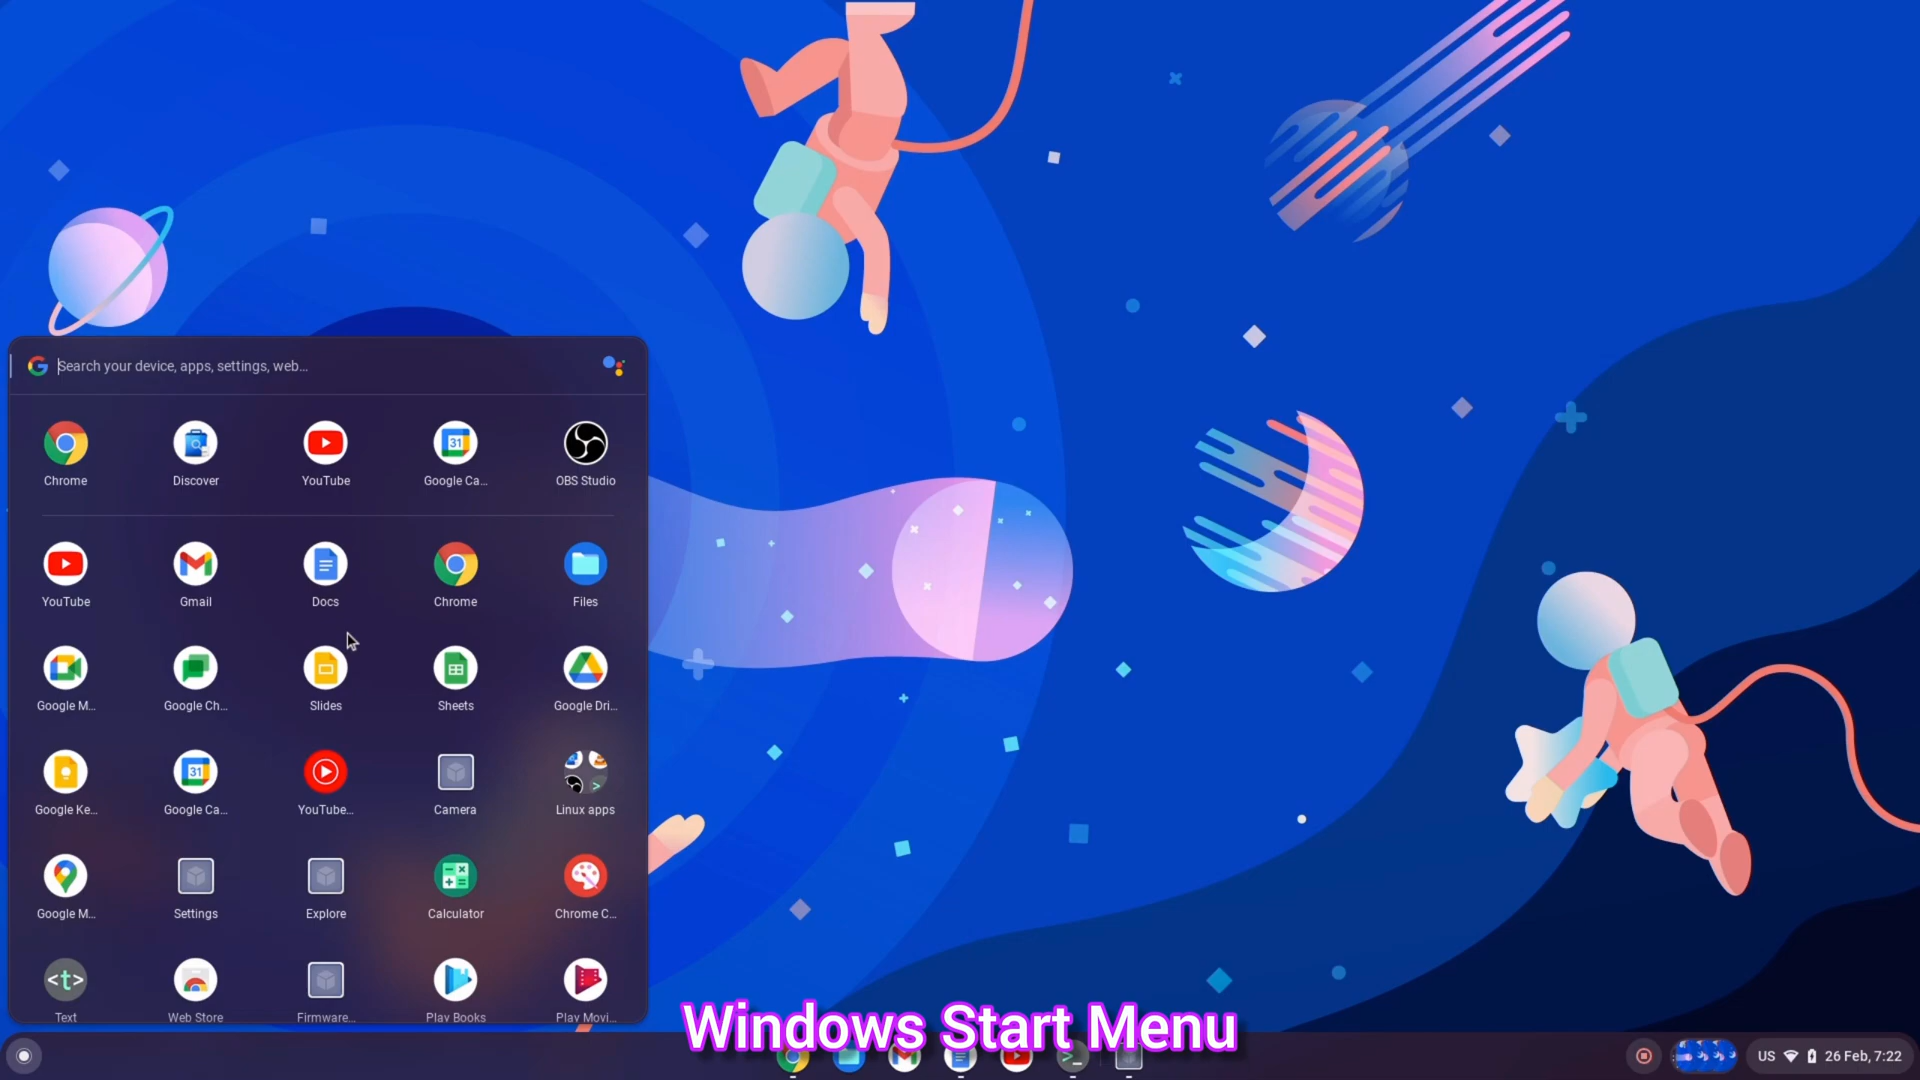 Search your device, apps, settings, web...
Chrome
Discover
YouTube
Google Ca...
OBS Studio
YouTube
Gmail
Docs
Chrome
Files
Google M...
Google Ch...
Slides
Sheets
Google Dri...
Google Ke...
Google Ca...
YouTube...
Camera
Linux apps
Google M...
Settings
Explore
Calculator
Chrome C...
Text
Web Store
Firmware...
Play Books
Play Movi...
Windows Start Menu
US 26 Feb, 7:22